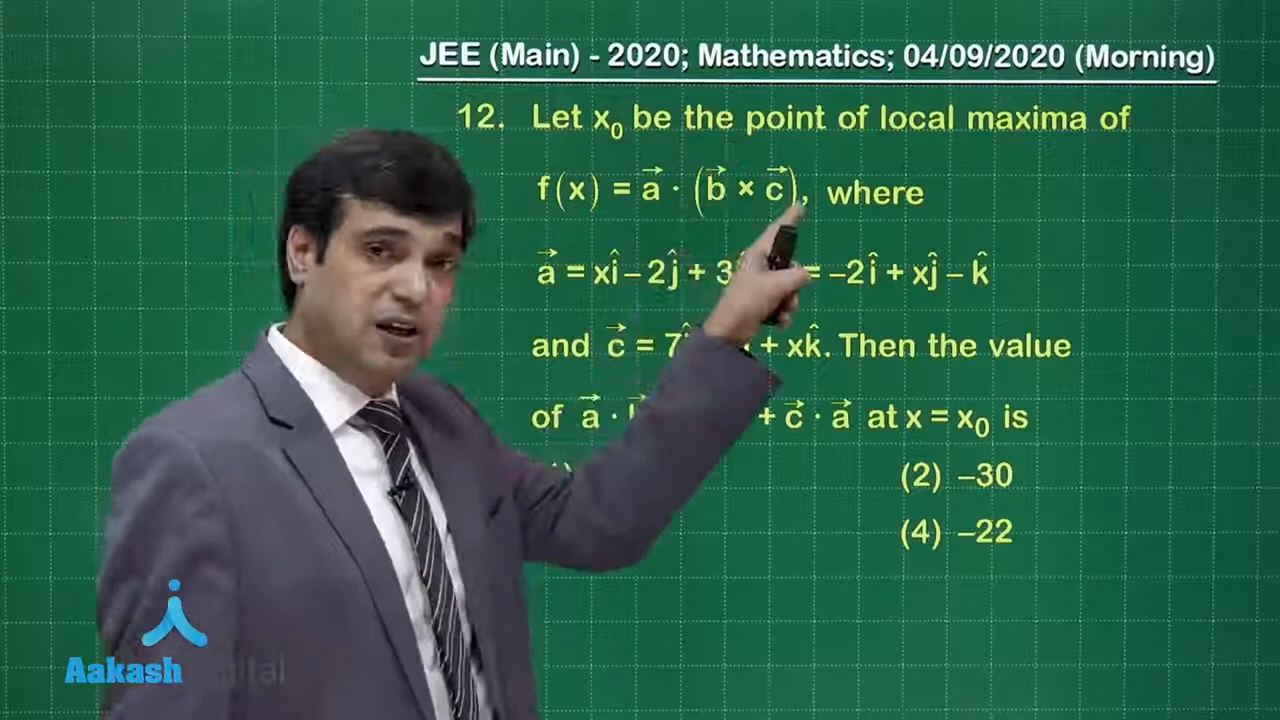 JEE (Main) - 2020; Mathematics; 04/09/2020 (Morning)
12. Let x₀ be the point of local maxima of
f(x) = a⃗ · (b⃗ × c⃗), where
a⃗ = xî – 2ĵ + 3 = –2î + xĵ – k̂
and c⃗ = 7 + xk̂. Then the value
of a⃗ · + c⃗ · a⃗ at x = x₀ is
(2) –30
(4) –22
Aakash